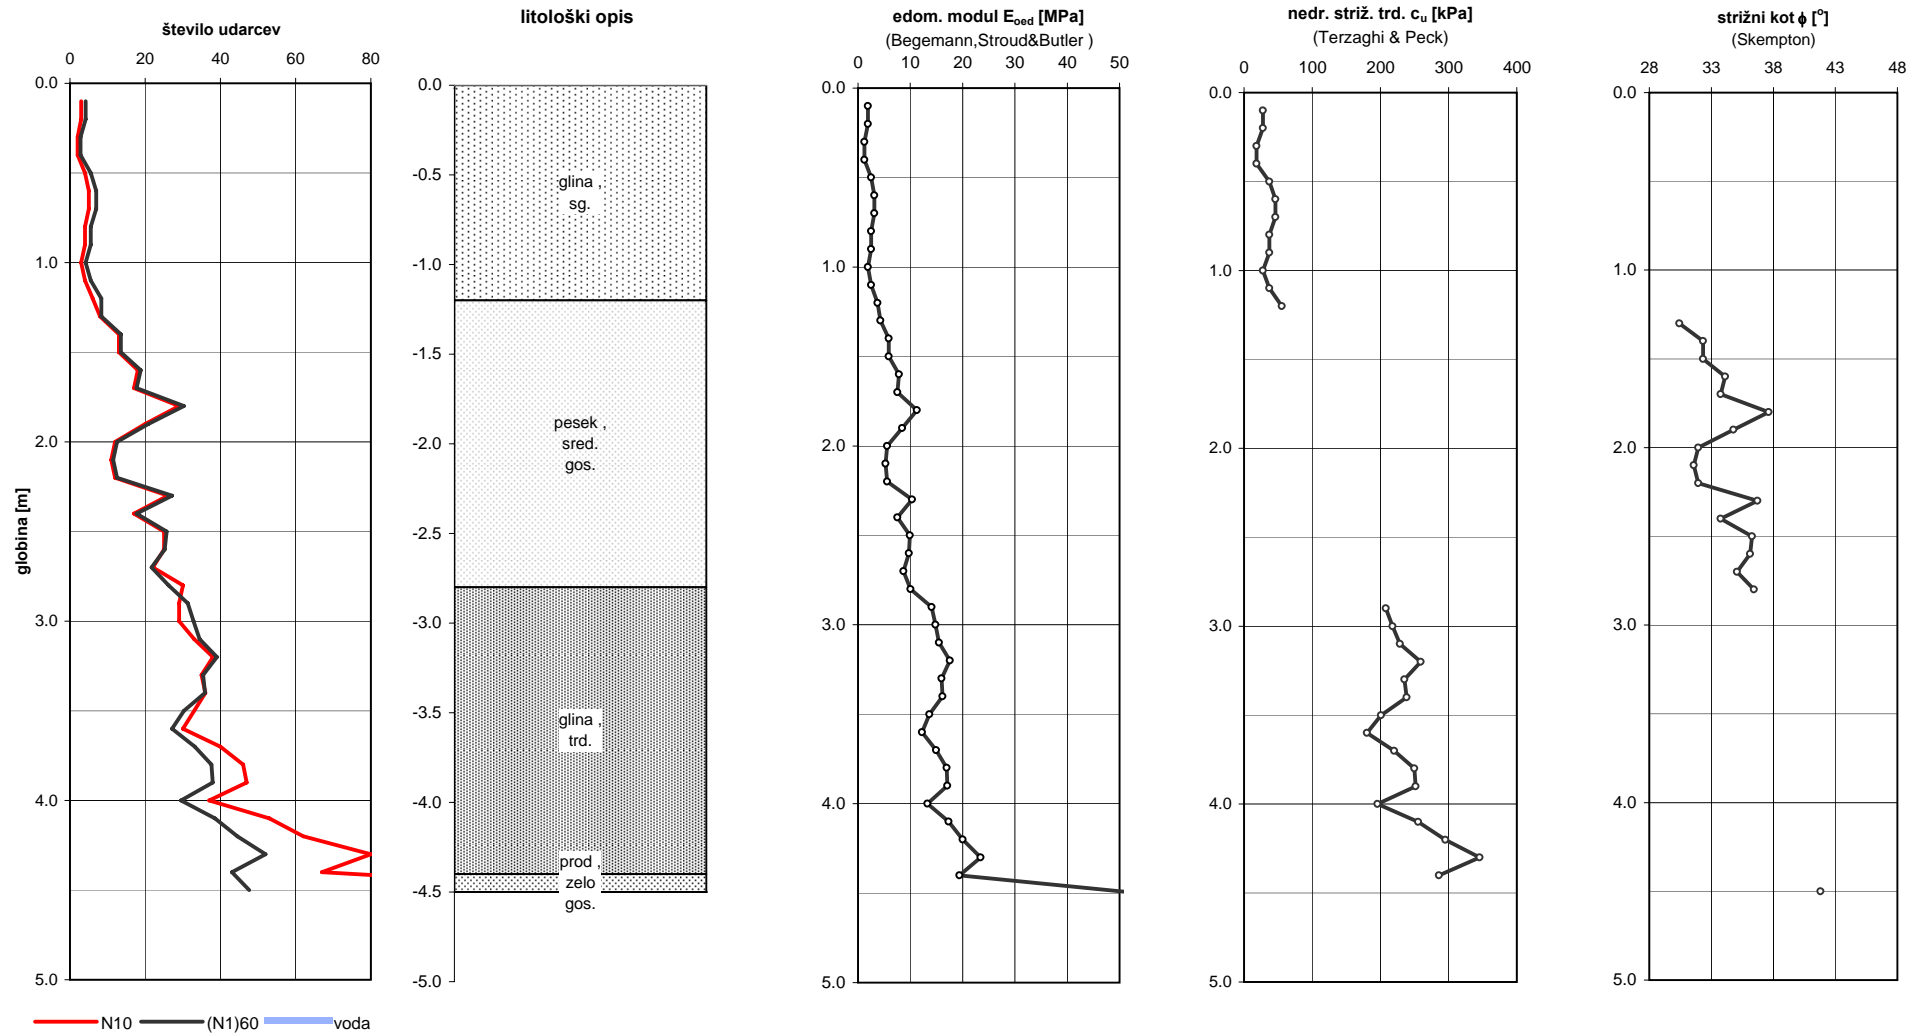 število udarcev
0 20 40 60 80
0.0
1.0
2.0
3.0
4.0
5.0
globina [m]
N10 (N1)60 voda
litološki opis
0.0
-0.5
-1.0
-1.5
-2.0
-2.5
-3.0
-3.5
-4.0
-4.5
-5.0
glina ,
sg.
pesek ,
sred.
gos.
glina ,
trd.
prod ,
zelo
gos.
edom. modul Eoed [MPa]
(Begemann,Stroud&Butler )
0 10 20 30 40 50
0.0
1.0
2.0
3.0
4.0
5.0
nedr. striž. trd. cu [kPa]
(Terzaghi & Peck)
0 100 200 300 400
0.0
1.0
2.0
3.0
4.0
5.0
strižni kot ϕ [°]
(Skempton)
28 33 38 43 48
0.0
1.0
2.0
3.0
4.0
5.0